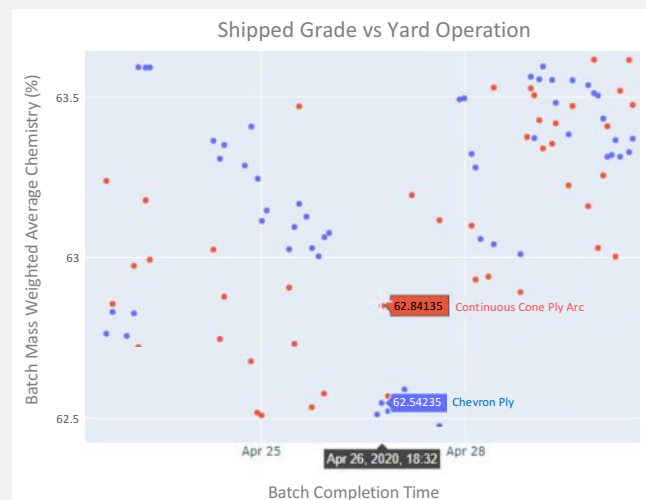 Shipped Grade vs Yard Operation
Batch Mass Weighted Average Chemistry (%)
63.5
63
62.84135
Continuous Cone Ply Arc
62.54235
Chevron Ply
62.5
Apr 25
Apr 26, 2020, 18:32
Apr 28
Batch Completion Time